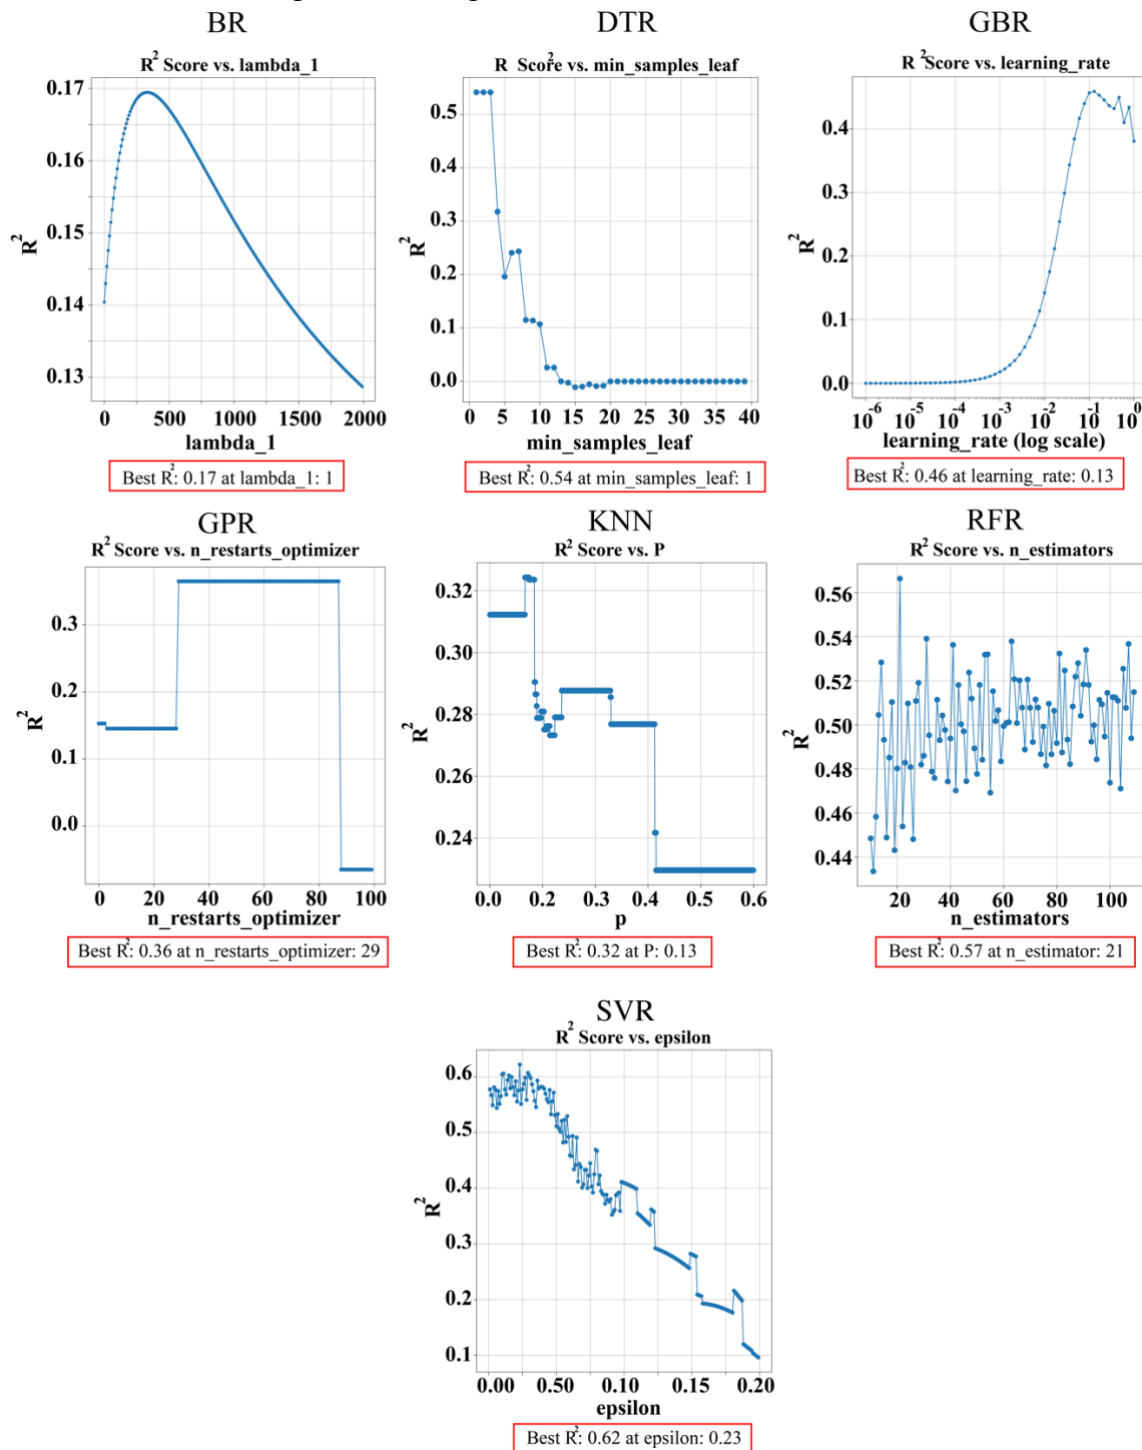 BR
R² Score vs. lambda_1
R²
0.17
0.16
0.15
0.14
0.13
0 500 1000 1500 2000
lambda_1
Best R²: 0.17 at lambda_1: 1
DTR
R² Score vs. min_samples_leaf
R²
0.5
0.4
0.3
0.2
0.1
0.0
0 5 10 15 20 25 30 35 40
min_samples_leaf
Best R²: 0.54 at min_samples_leaf: 1
GBR
R² Score vs. learning_rate
R²
0.4
0.3
0.2
0.1
0.0
10⁻⁶ 10⁻⁵ 10⁻⁴ 10⁻³ 10⁻² 10⁻¹ 10⁰
learning_rate (log scale)
Best R²: 0.46 at learning_rate: 0.13
GPR
R² Score vs. n_restarts_optimizer
R²
0.3
0.2
0.1
0.0
0 20 40 60 80 100
n_restarts_optimizer
Best R²: 0.36 at n_restarts_optimizer: 29
KNN
R² Score vs. P
R²
0.32
0.30
0.28
0.26
0.24
0.0 0.2 0.3 0.4 0.5 0.6
p
Best R²: 0.32 at P: 0.13
RFR
R² Score vs. n_estimators
R²
0.56
0.54
0.52
0.50
0.48
0.46
0.44
20 40 60 80 100
n_estimators
Best R²: 0.57 at n_estimator: 21
SVR
R² Score vs. epsilon
R²
0.6
0.5
0.4
0.3
0.2
0.1
0.00 0.50 0.10 0.15 0.20
epsilon
Best R²: 0.62 at epsilon: 0.23